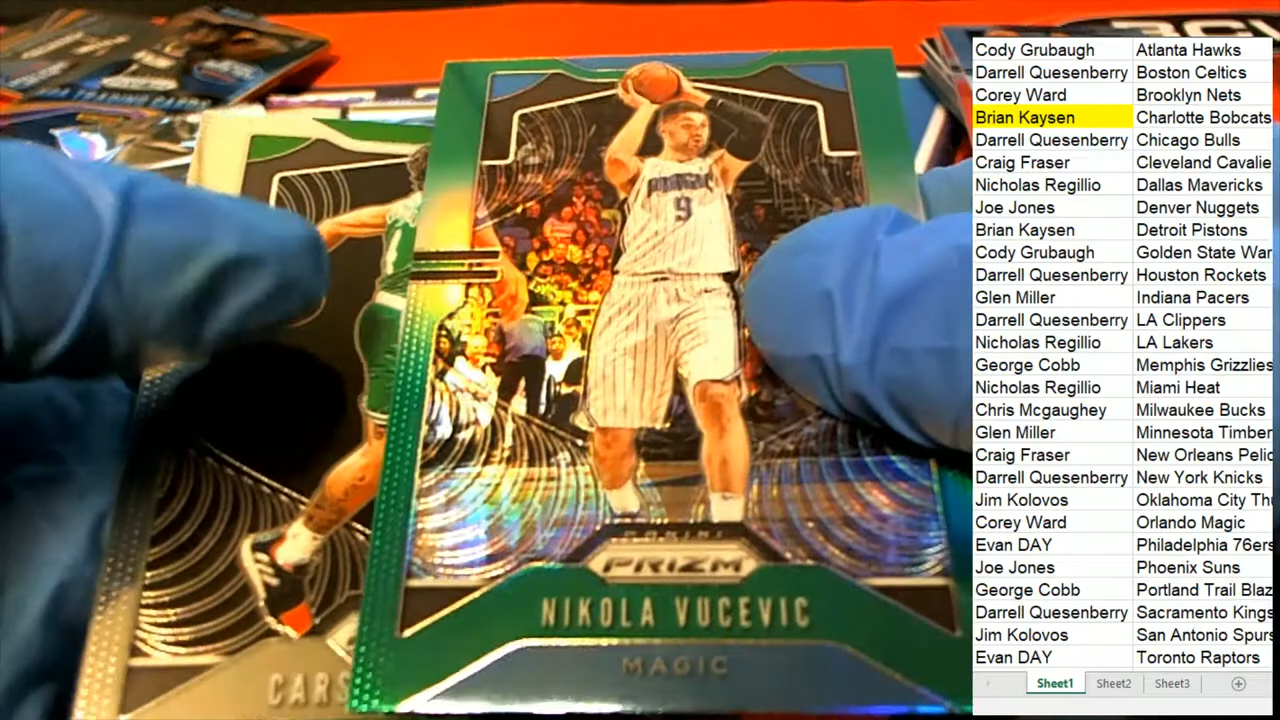 Cody Grubaugh Atlanta Hawks
Darrell Quesenberry Boston Celtics
Corey Ward Brooklyn Nets
Brian Kaysen Charlotte Bobcats
Darrell Quesenberry Chicago Bulls
Craig Fraser Cleveland Cavalie
Nicholas Regillio Dallas Mavericks
Joe Jones Denver Nuggets
Brian Kaysen Detroit Pistons
Cody Grubaugh Golden State War
Darrell Quesenberry Houston Rockets
Glen Miller Indiana Pacers
Darrell Quesenberry LA Clippers
Nicholas Regillio LA Lakers
George Cobb Memphis Grizzlies
Nicholas Regillio Miami Heat
Chris Mcgaughey Milwaukee Bucks
Glen Miller Minnesota Timber
Craig Fraser New Orleans Pelic
Darrell Quesenberry New York Knicks
Jim Kolovos Oklahoma City Thu
Corey Ward Orlando Magic
Evan DAY Philadelphia 76ers
Joe Jones Phoenix Suns
George Cobb Portland Trail Blaz
Darrell Quesenberry Sacramento Kings
Jim Kolovos San Antonio Spurs
Evan DAY Toronto Raptors
Sheet1 Sheet2 Sheet3
9
PANINI
PRIZM
NIKOLA VUCEVIC
MAGIC
CARS